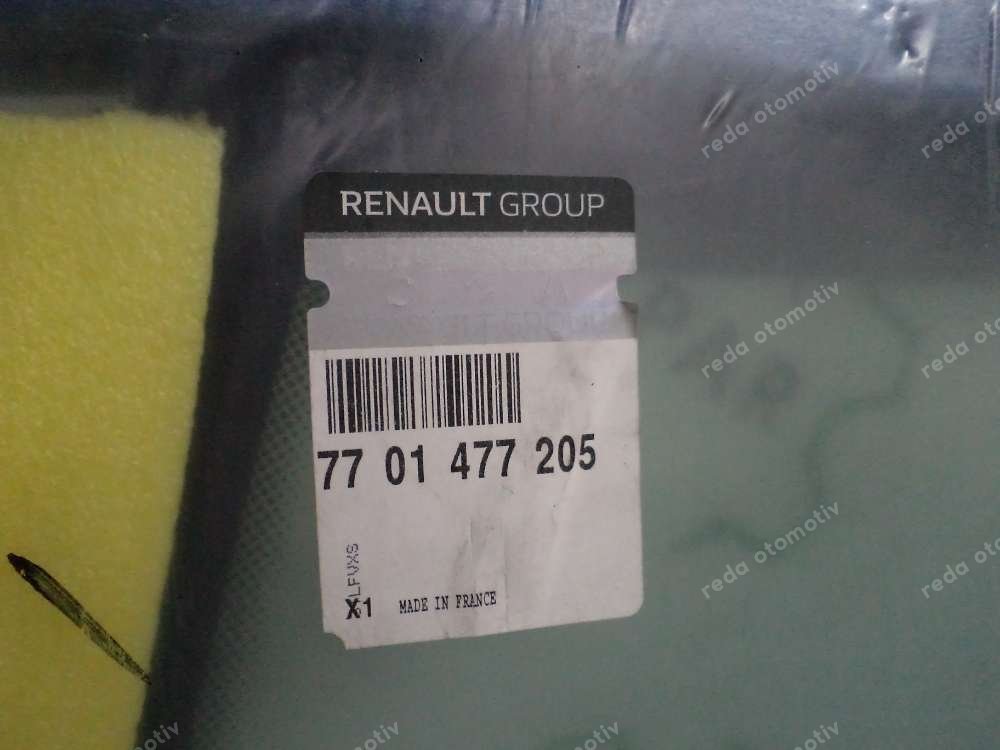 RENAULT GROUP
77 01 477 205
X1 MADE IN FRANCE
reda otomotiv
reda otomotiv
reda otomotiv
reda otomotiv
reda otomotiv
reda otomotiv